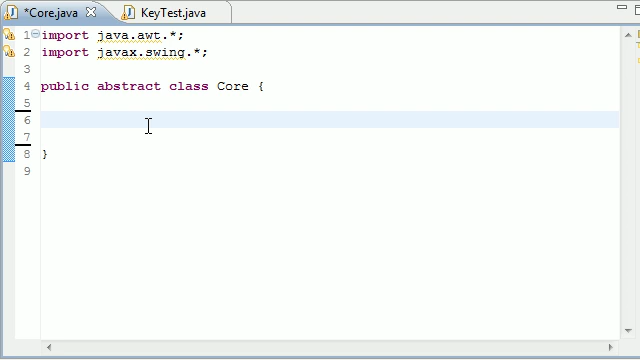 *Core.java
KeyTest.java
1 import java.awt.*;
2 import javax.swing.*;
3
4 public abstract class Core {
5
6
7
8 }
9